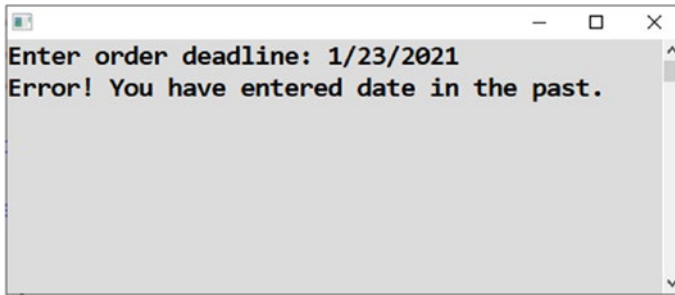 Enter order deadline: 1/23/2021
Error! You have entered date in the past.